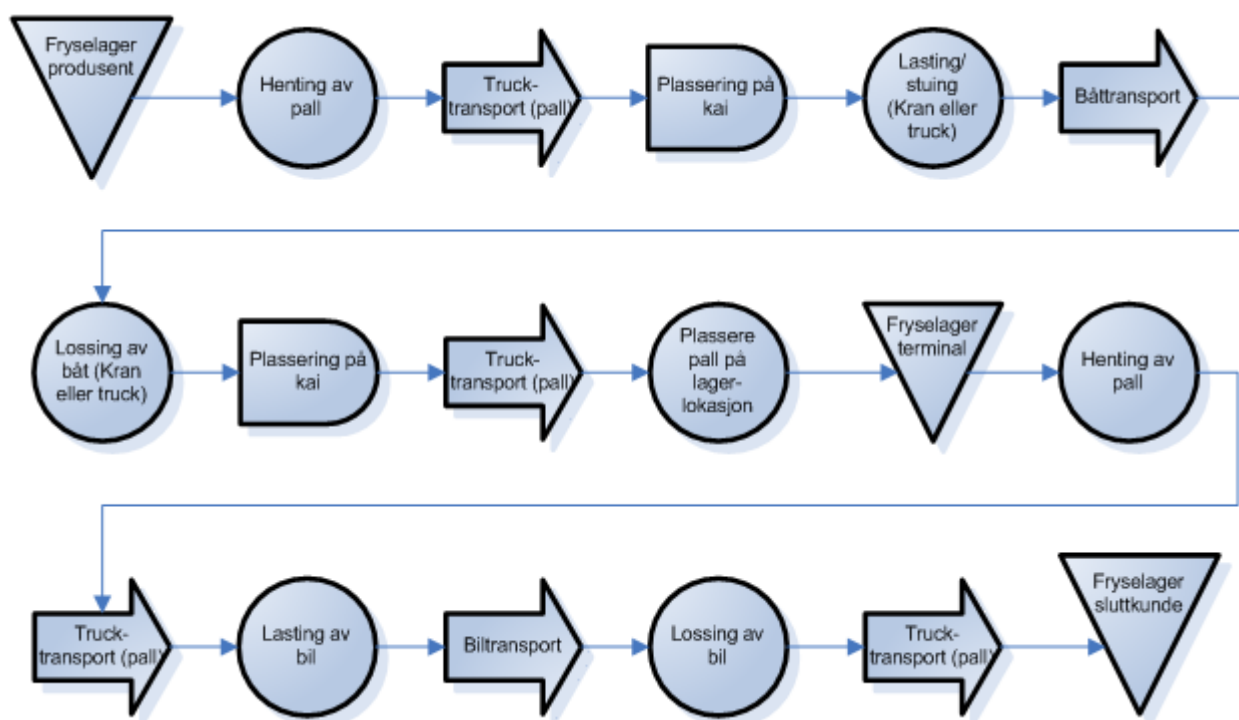 Fryselager
produsent
Henting av
pall
Truck-
transport (pall)
Plassering på
kai
Lasting/
stuing
(Kran eller
truck)
Båttransport
Lossing av
båt (Kran
eller truck)
Plassering på
kai
Truck-
transport (pall)
Plassere
pall på
lager-
lokasjon
Fryselager
terminal
Henting av
pall
Truck-
transport (pall)
Lasting av
bil
Biltransport
Lossing av
bil
Truck-
transport (pall)
Fryselager
sluttkunde